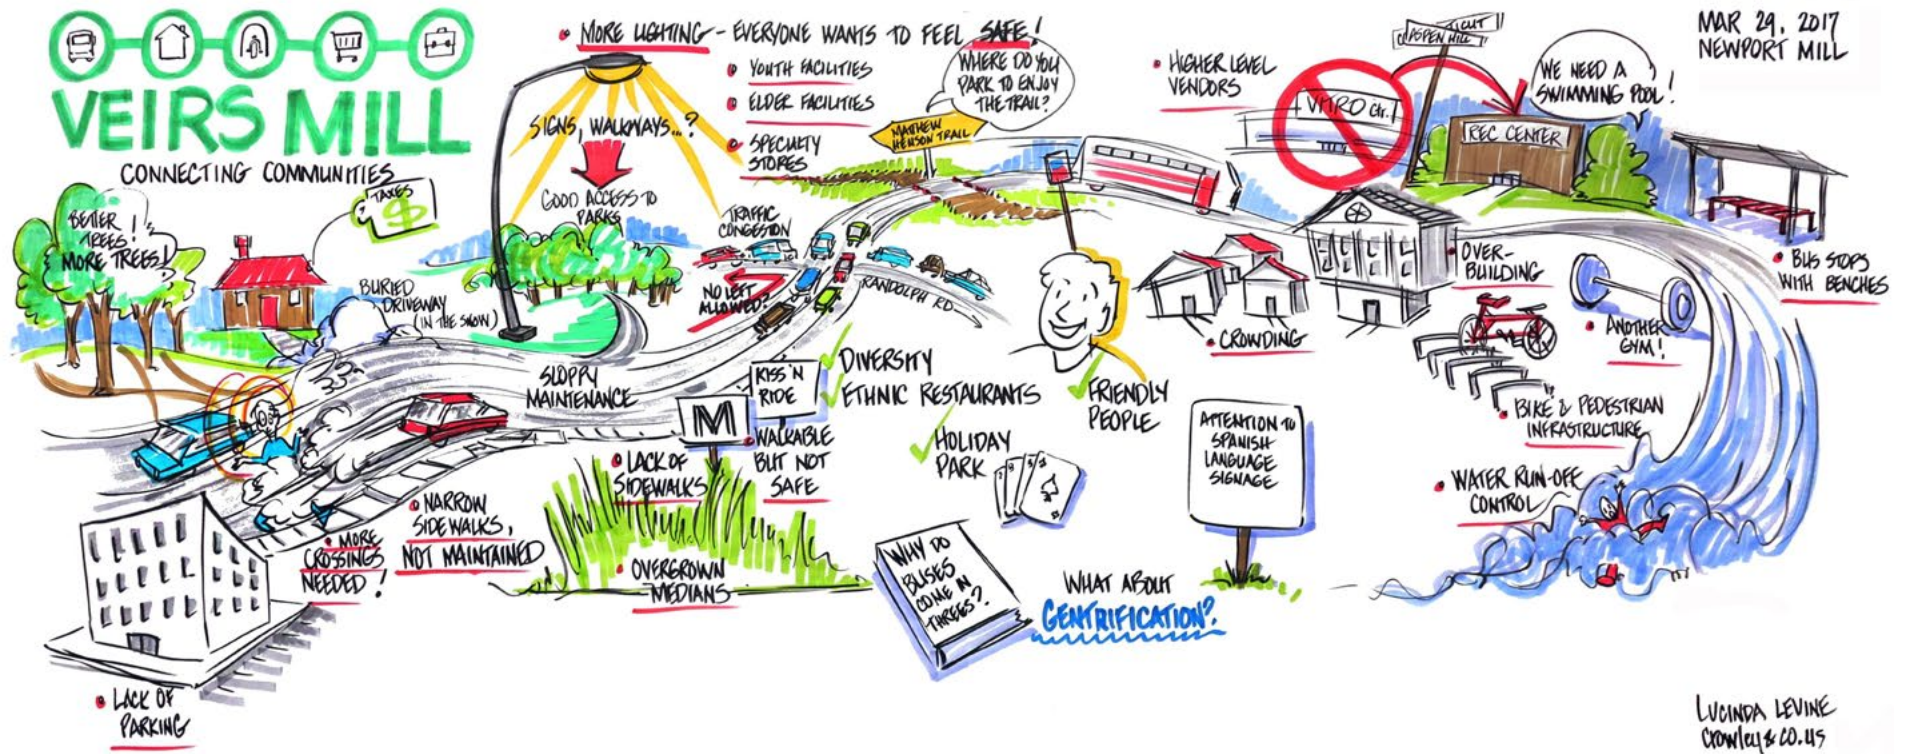 VEIRS MILL
CONNECTING COMMUNITIES
TAXES
$
BETTER
TREES!
MORE TREES!
BURIED
DRIVEWAY
(IN THE SNOW)
MORE LIGHTING - EVERYONE WANTS TO FEEL SAFE!
YOUTH FACILITIES
ELDER FACILITIES
SPECIALTY
STORES
SIGNS, WALKWAYS...?
GOOD ACCESS TO
PARKS
TRAFFIC
CONGESTION
NO LEFT
ALLOWED?
RANDOLPH RD
WHERE DO YOU
PARK TO ENJOY
THE TRAIL?
MATTHEW
HENSON TRAIL
HIGHER LEVEL
VENDORS
VITRO Ctr.
ASPEN HILL
REC CENTER
WE NEED A
SWIMMING POOL!
MAR 29, 2017
NEWPORT MILL
BUS STOPS
WITH BENCHES
OVER-
BUILDING
CROWDING
ANOTHER
GYM!
BIKE & PEDESTRIAN
INFRASTRUCTURE
WATER RUN-OFF
CONTROL
SLOPPY
MAINTENANCE
KISS 'N
RIDE
M
WALKABLE
BUT NOT
SAFE
DIVERSITY
ETHNIC RESTAURANTS
HOLIDAY
PARK
FRIENDLY
PEOPLE
ATTENTION TO
SPANISH
LANGUAGE
SIGNAGE
LACK OF
SIDEWALKS
OVERGROWN
MEDIANS
NARROW
SIDEWALKS,
NOT MAINTAINED
MORE
CROSSINGS
NEEDED!
LACK OF
PARKING
WHY DO
BUSES
COME IN
THREES?
WHAT ABOUT
GENTRIFICATION?
LUCINDA LEVINE
Crowley & CO.US